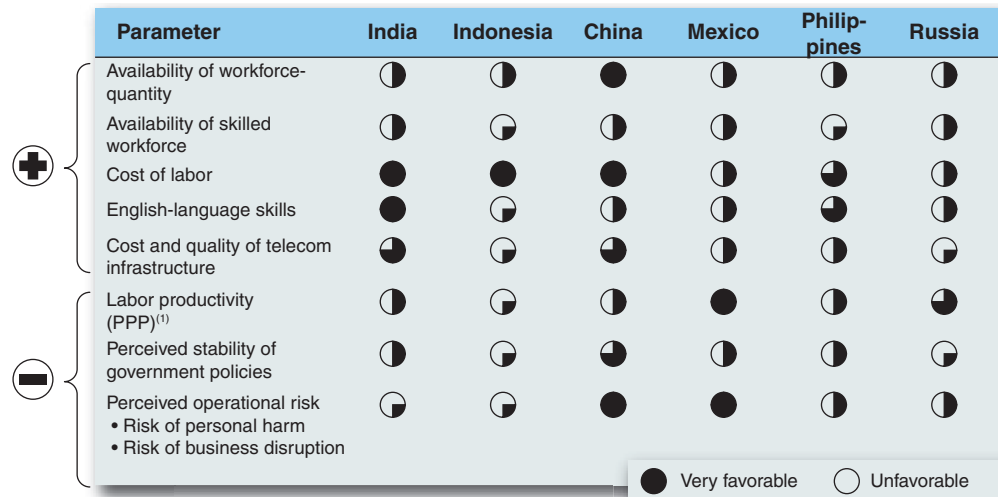 Parameter India Indonesia China Mexico Philip-
pines Russia
Availability of workforce-
quantity
Availability of skilled
workforce
Cost of labor
English-language skills
Cost and quality of telecom
infrastructure
Labor productivity
(PPP)(1)
Perceived stability of
government policies
Perceived operational risk
• Risk of personal harm
• Risk of business disruption
Very favorable Unfavorable